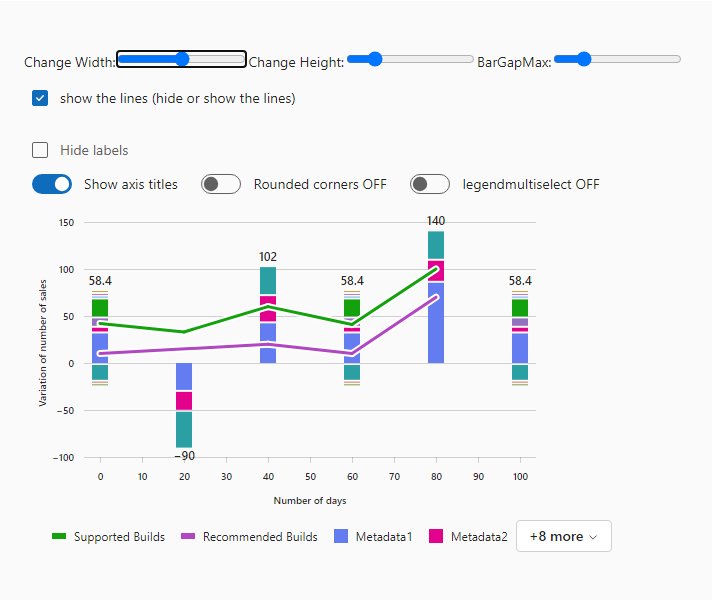 Change Width: Change Height: BarGapMax:
show the lines (hide or show the lines)
Hide labels
Show axis titles Rounded corners OFF legendmultiselect OFF
150
100
50
0
−50
−100
Variation of number of sales
58.4
−90
102
58.4
140
58.4
0 10 20 30 40 50 60 70 80 90 100
Number of days
Supported Builds Recommended Builds Metadata1 Metadata2 +8 more